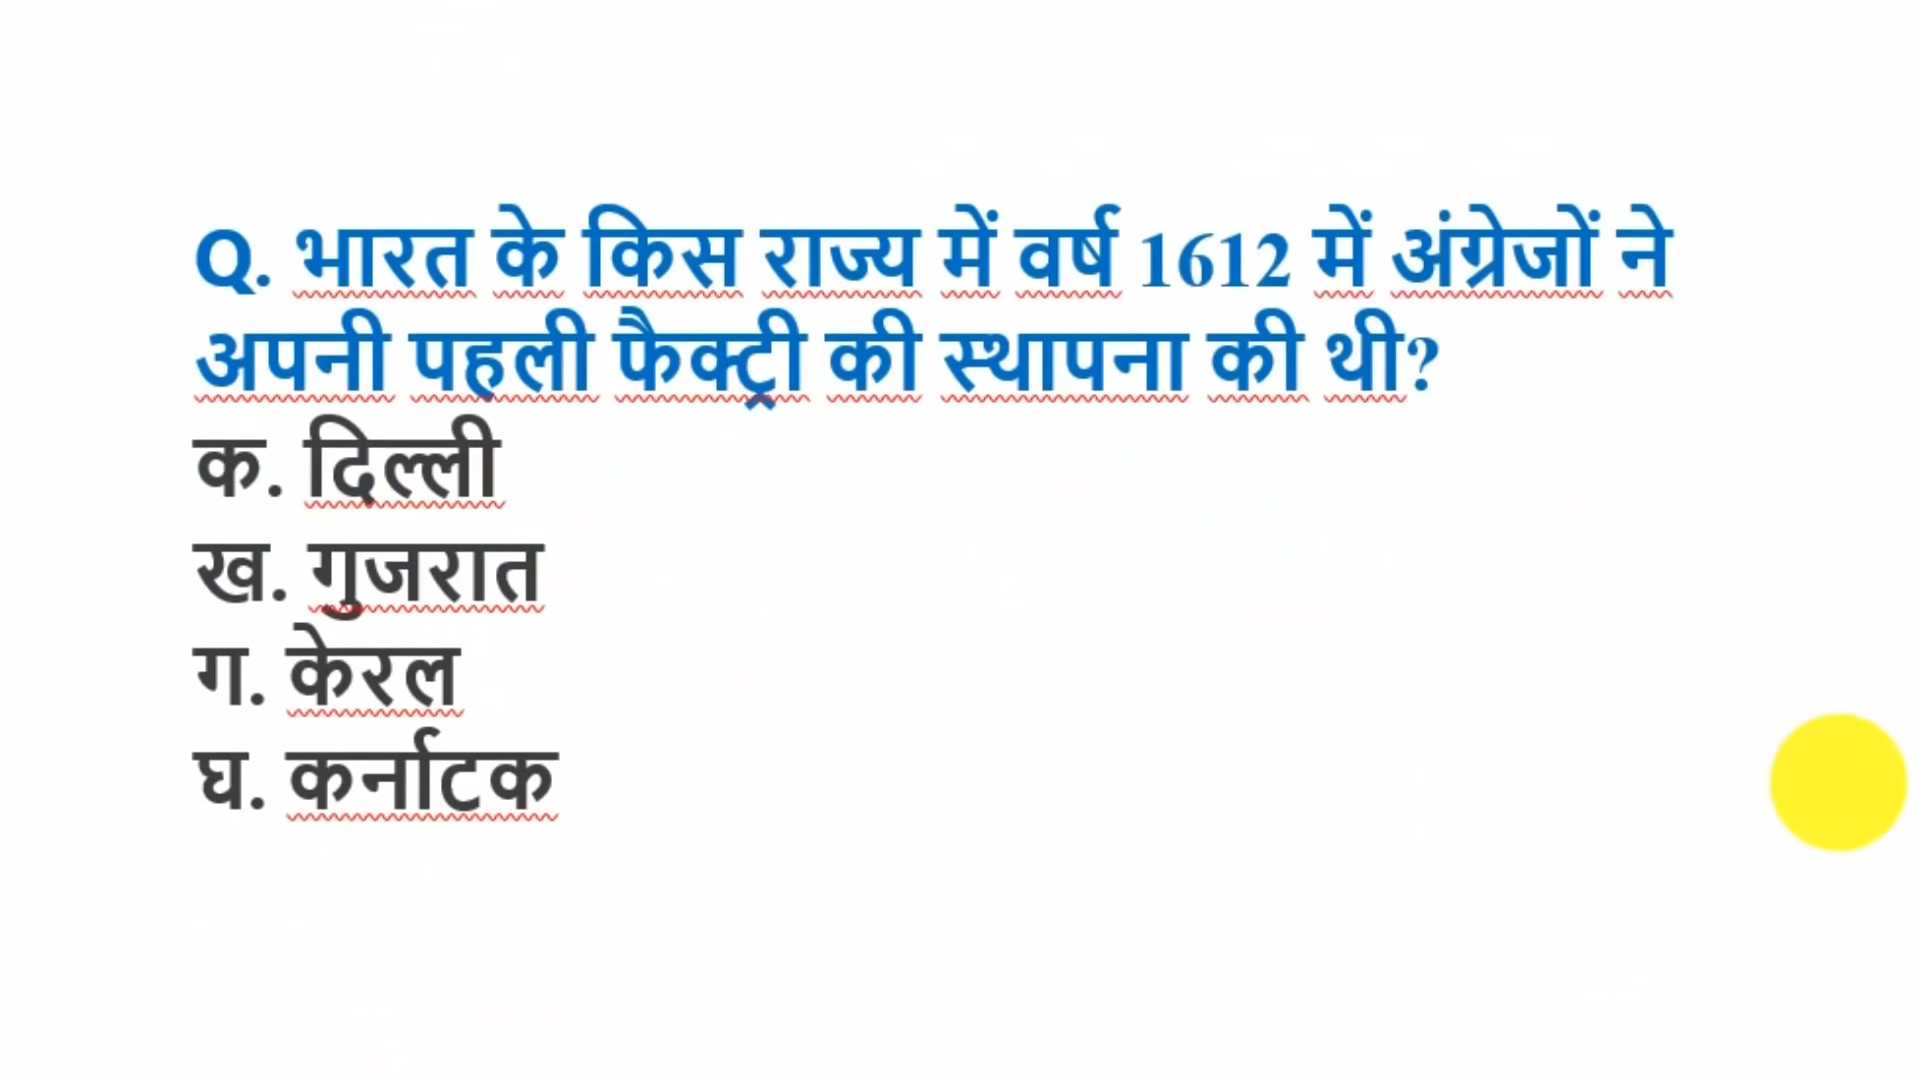 Q. भारत के किस राज्य में वर्ष 1612 में अंग्रेजों ने
अपनी पहली फैक्ट्री की स्थापना की थी?
क. दिल्ली
ख. गुजरात
ग. केरल
घ. कर्नाटक